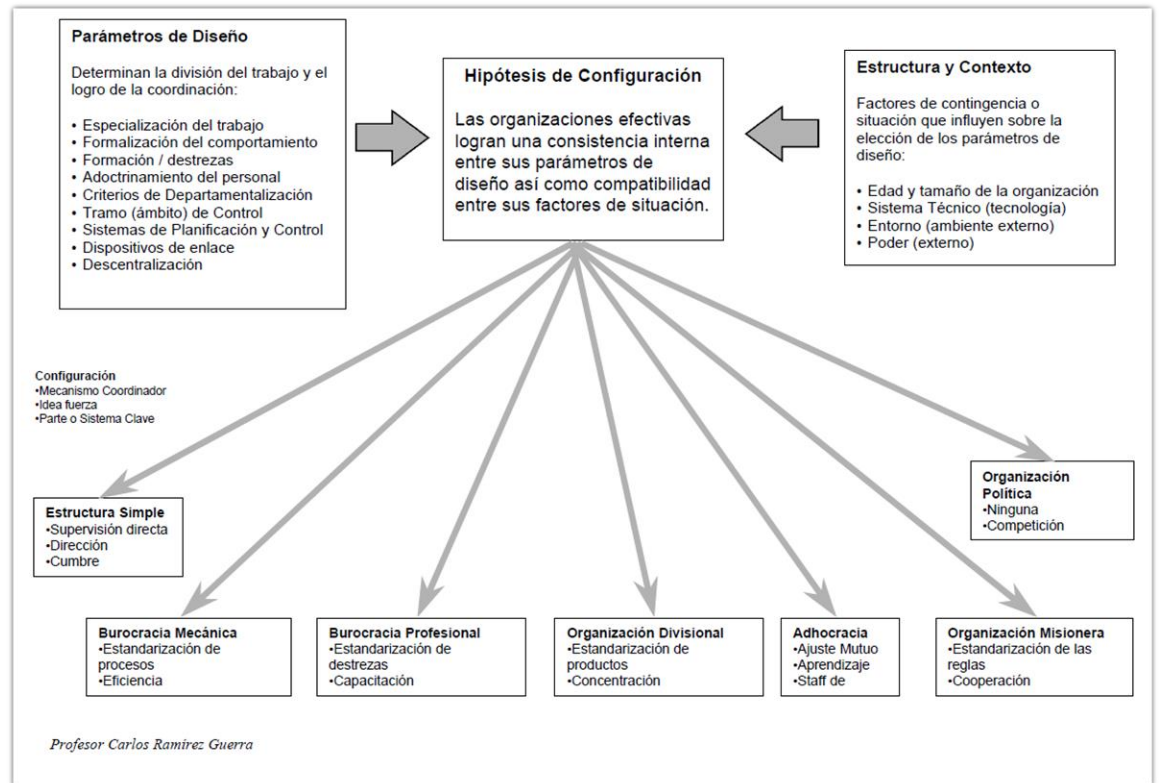 Parámetros de Diseño
Determinan la división del trabajo y el
logro de la coordinación:
• Especialización del trabajo
• Formalización del comportamiento
• Formación / destrezas
• Adoctrinamiento del personal
• Criterios de Departamentalización
• Tramo (ámbito) de Control
• Sistemas de Planificación y Control
• Dispositivos de enlace
• Descentralización
Hipótesis de Configuración
Las organizaciones efectivas
logran una consistencia interna
entre sus parámetros de
diseño así como compatibilidad
entre sus factores de situación.
Estructura y Contexto
Factores de contingencia o
situación que influyen sobre la
elección de los parámetros de
diseño:
• Edad y tamaño de la organización
• Sistema Técnico (tecnología)
• Entorno (ambiente externo)
• Poder (externo)
Configuración
•Mecanismo Coordinador
•Idea fuerza
•Parte o Sistema Clave
Estructura Simple
•Supervisión directa
•Dirección
•Cumbre
Burocracia Mecánica
•Estandarización de
procesos
•Eficiencia
Burocracia Profesional
•Estandarización de
destrezas
•Capacitación
Organización Divisional
•Estandarización de
productos
•Concentración
Adhocracia
•Ajuste Mutuo
•Aprendizaje
•Staff de
Organización Misionera
•Estandarización de las
reglas
•Cooperación
Organización
Política
•Ninguna
•Competición
Profesor Carlos Ramírez Guerra